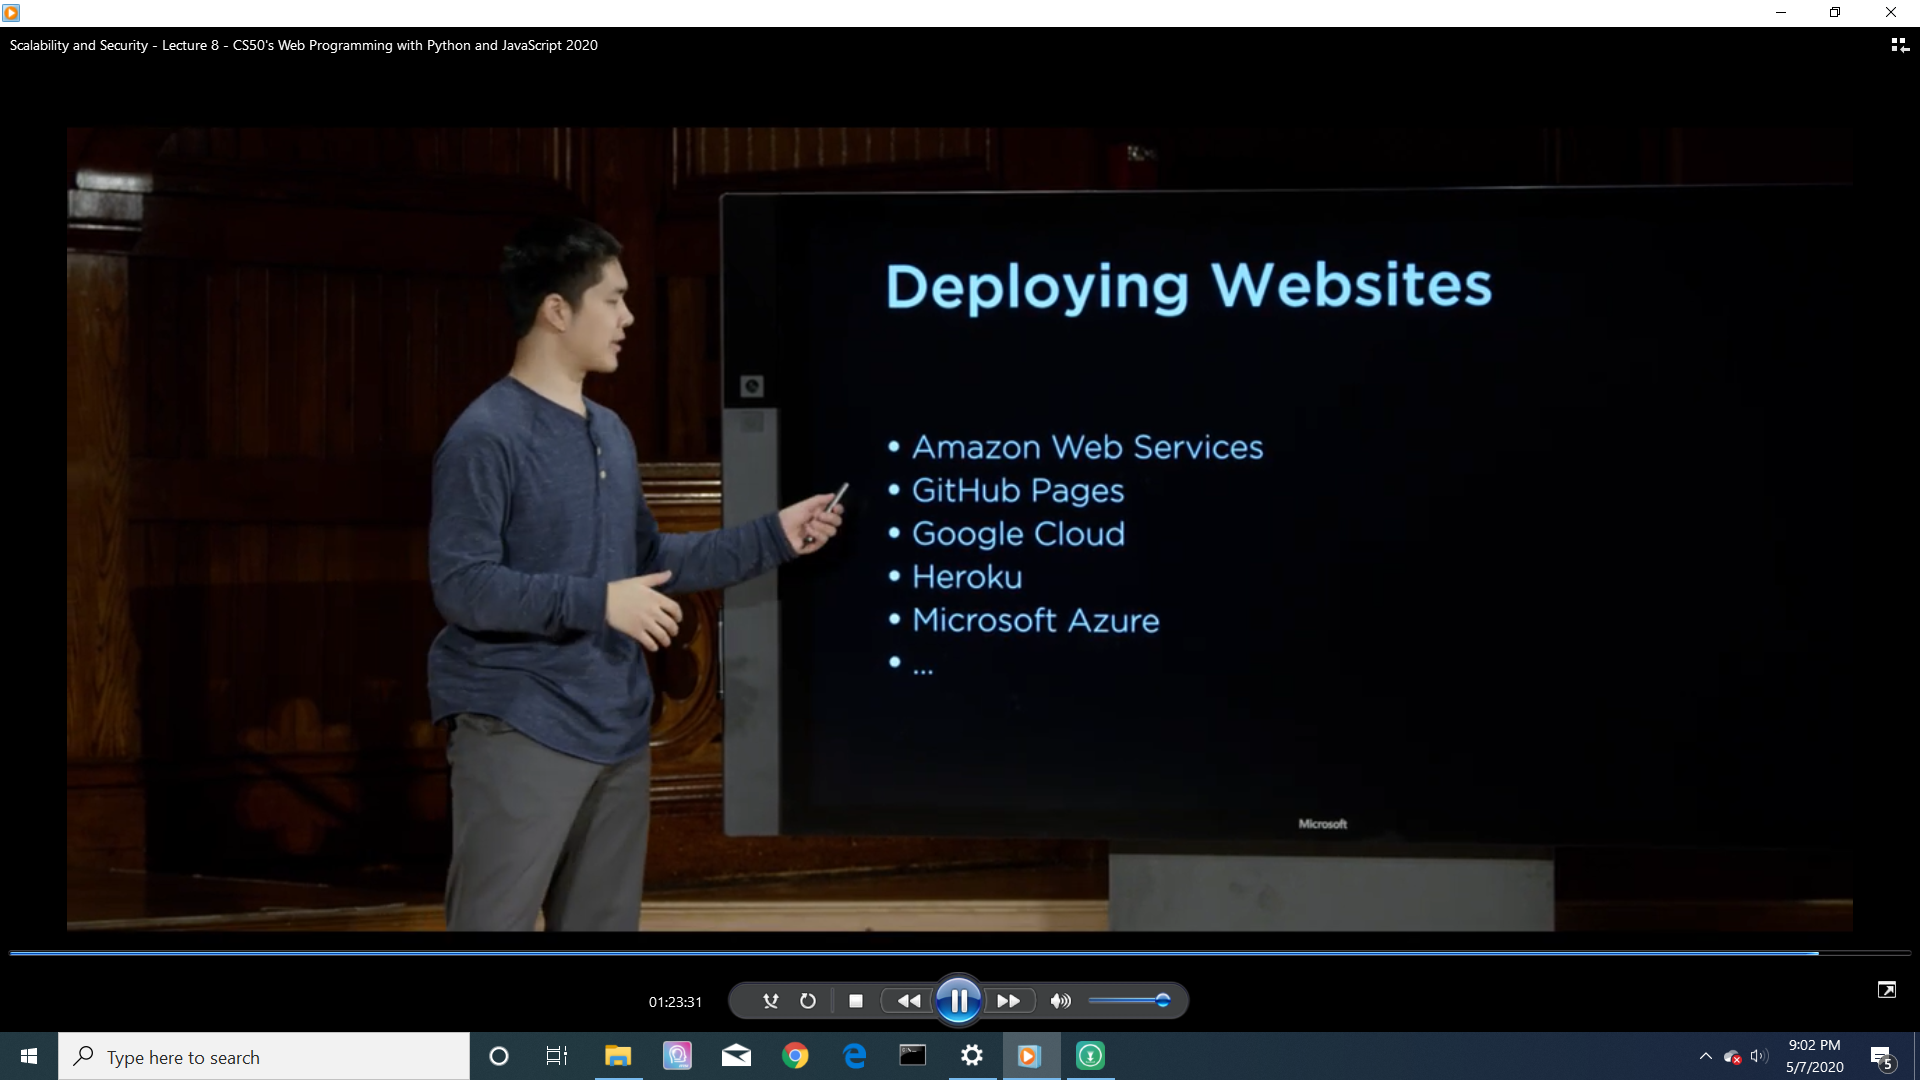 Scalability and Security - Lecture 8 - CS50's Web Programming with Python and JavaScript 2020
Deploying Websites
• Amazon Web Services
• GitHub Pages
• Google Cloud
• Heroku
• Microsoft Azure
• ...
Microsoft
01:23:31
Type here to search
9:02 PM
5/7/2020
5